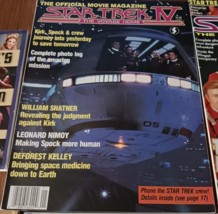 THE OFFICIAL MOVIE MAGAZINE
STAR TREK IV
THE VOYAGE HOME
Kirk, Spock & crew
journey into yesterday
to save tomorrow
Complete photo log
of the amazing
mission
WILLIAM SHATNER
Revealing the judgment
against Kirk
LEONARD NIMOY
Making Spock more human
DEFOREST KELLEY
Bringing space medicine
down to Earth
Phone the STAR TREK crew!
Details inside (see page 17)